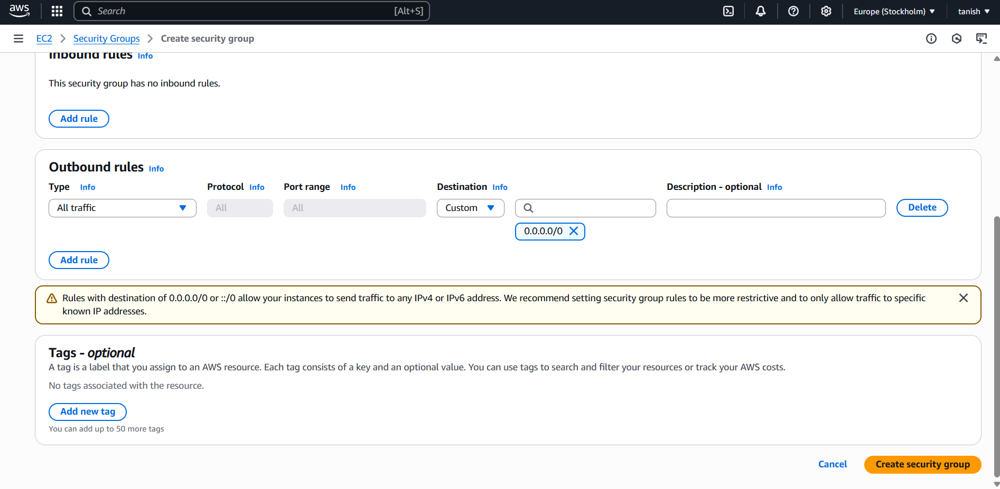 aws
Search [Alt+S] Europe (Stockholm) tanish
EC2 Security Groups Create security group
Inbound rules Info
This security group has no inbound rules.
Add rule
Outbound rules Info
Type Info Protocol Info Port range Info Destination Info Description - optional Info
All traffic All All Custom Delete
0.0.0.0/0
Add rule
Rules with destination of 0.0.0.0/0 or ::/0 allow your instances to send traffic to any IPv4 or IPv6 address. We recommend setting security group rules to be more restrictive and to only allow traffic to specific
known IP addresses.
Tags - optional
A tag is a label that you assign to an AWS resource. Each tag consists of a key and an optional value. You can use tags to search and filter your resources or track your AWS costs.
No tags associated with the resource.
Add new tag
You can add up to 50 more tags
Cancel Create security group